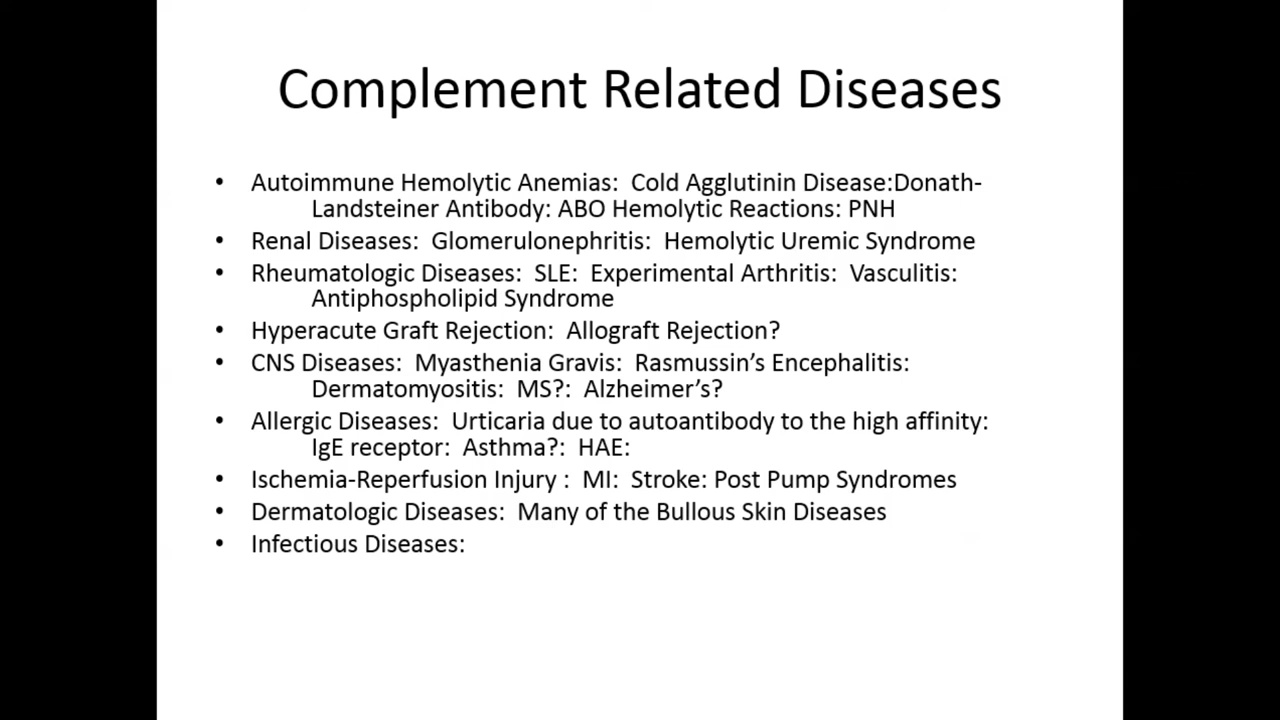 Complement Related Diseases
• Autoimmune Hemolytic Anemias: Cold Agglutinin Disease:Donath-
Landsteiner Antibody: ABO Hemolytic Reactions: PNH
• Renal Diseases: Glomerulonephritis: Hemolytic Uremic Syndrome
• Rheumatologic Diseases: SLE: Experimental Arthritis: Vasculitis:
Antiphospholipid Syndrome
• Hyperacute Graft Rejection: Allograft Rejection?
• CNS Diseases: Myasthenia Gravis: Rasmussin’s Encephalitis:
Dermatomyositis: MS?: Alzheimer’s?
• Allergic Diseases: Urticaria due to autoantibody to the high affinity:
IgE receptor: Asthma?: HAE:
• Ischemia-Reperfusion Injury : MI: Stroke: Post Pump Syndromes
• Dermatologic Diseases: Many of the Bullous Skin Diseases
• Infectious Diseases: